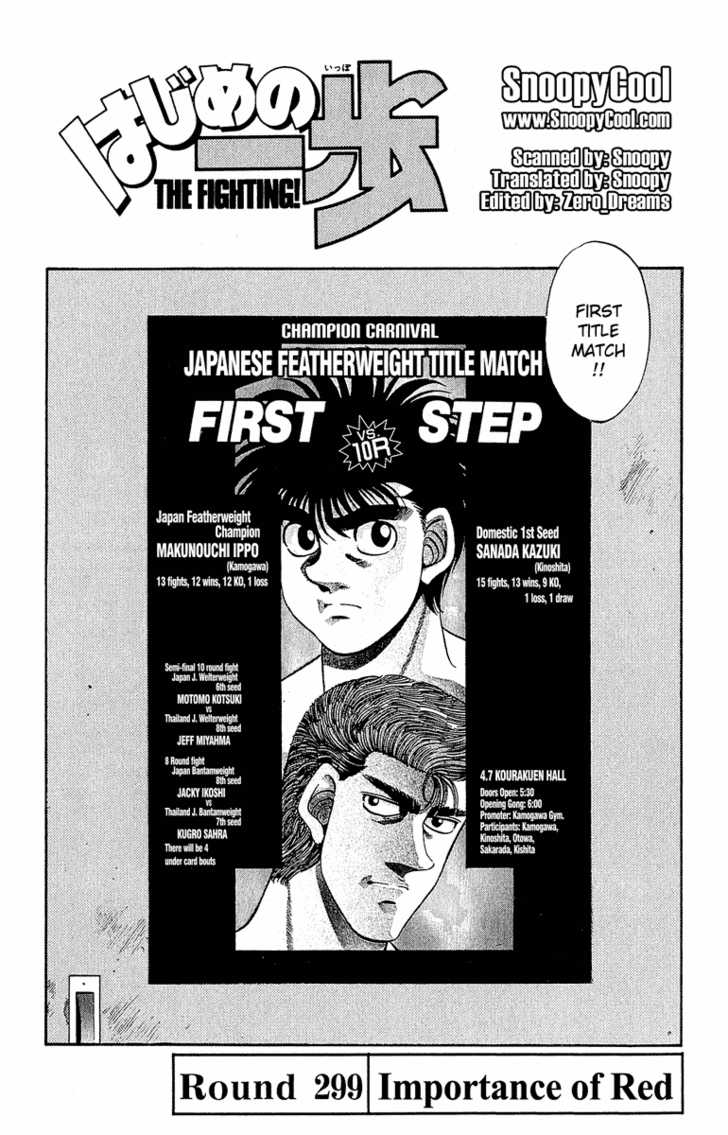 いっぽ
はじめの一歩
THE FIGHTING!
SnoopyCool
www.SnoopyCool.com
Scanned by: Snoopy
Translated by: Snoopy
Edited by: Zero_Dreams
FIRST
TITLE
MATCH
!!
CHAMPION CARNIVAL
JAPANESE FEATHERWEIGHT TITLE MATCH
FIRST STEP
VS.
10R
Japan Featherweight
Champion
MAKUNOUCHI IPPO
(Kamogawa)
13 fights, 12 wins, 12 KO, 1 loss
Domestic 1st Seed
SANADA KAZUKI
(Kinoshita)
15 fights, 13 wins, 9 KO,
1 loss, 1 draw
Semi-final 10 round fight
Japan J. Welterweight
6th seed
MOTOMO KOTSUKI
vs
Thailand J. Welterweight
8th seed
JEFF MIYAHMA
8 Round fight
Japan Bantamweight
8th seed
JACKY IKOSHI
vs
Thailand J. Bantamweight
7th seed
KUGRO SAHRA
There will be 4
under card bouts
4.7 KOURAKUEN HALL
Doors Open: 5:30
Opening Gong: 6:00
Promoter: Kamogawa Gym.
Participants: Kamogawa,
Kinoshita, Otowa,
Sakarada, Kishita
Round 299 Importance of Red